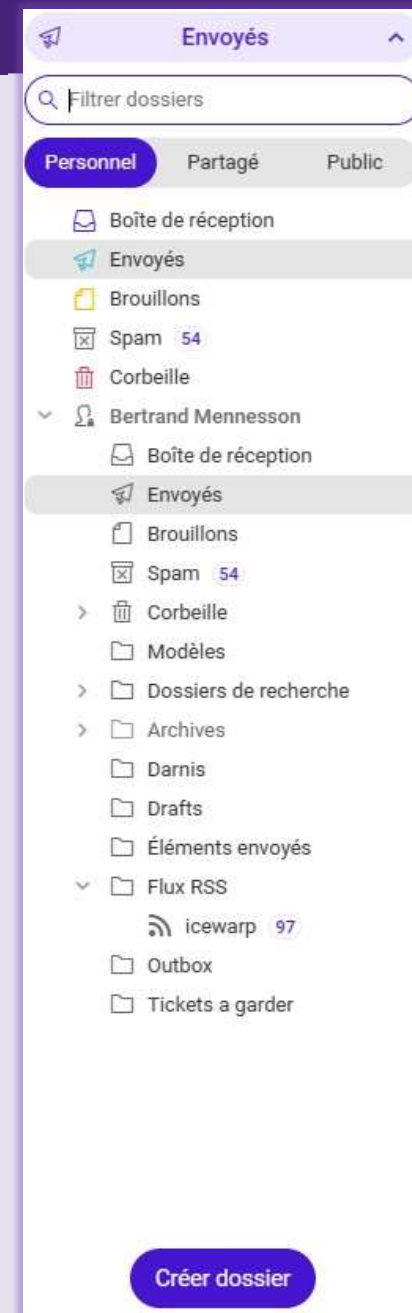 Envoyés
Filtrer dossiers
Personnel Partagé Public
Boîte de réception
Envoyés
Brouillons
Spam 54
Corbeille
Bertrand Mennesson
Boîte de réception
Envoyés
Brouillons
Spam 54
Corbeille
Modèles
Dossiers de recherche
Archives
Darnis
Drafts
Éléments envoyés
Flux RSS
icewarp 97
Outbox
Tickets a garder
Créer dossier